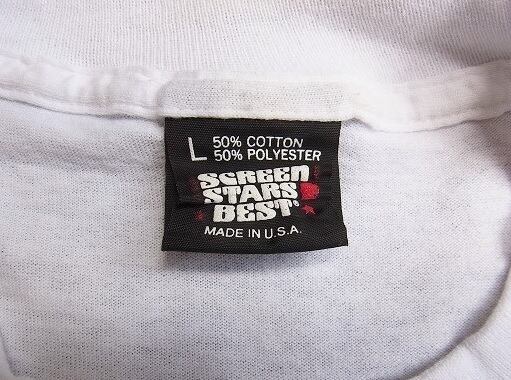 L 50% COTTON
50% POLYESTER
SCREEN
STARS
BEST®
MADE IN U.S.A.